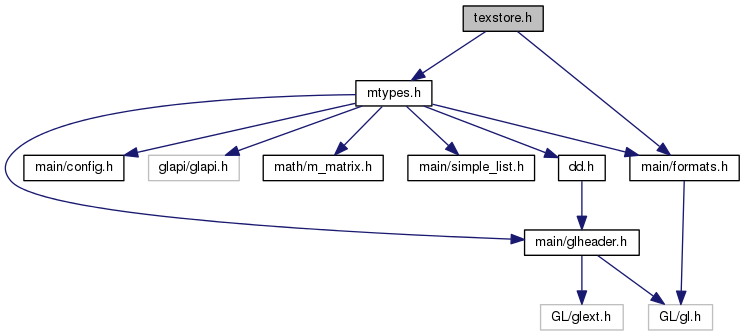 texstore.h
mtypes.h
main/config.h
glapi/glapi.h
math/m_matrix.h
main/simple_list.h
dd.h
main/formats.h
main/glheader.h
GL/glext.h
GL/gl.h